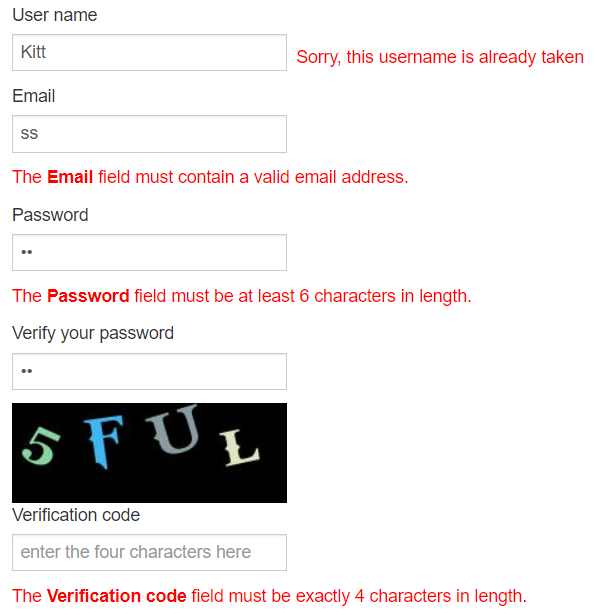 User name
Kitt
Sorry, this username is already taken
Email
ss
The Email field must contain a valid email address.
Password
••
The Password field must be at least 6 characters in length.
Verify your password
••
5 F U L
Verification code
enter the four characters here
The Verification code field must be exactly 4 characters in length.